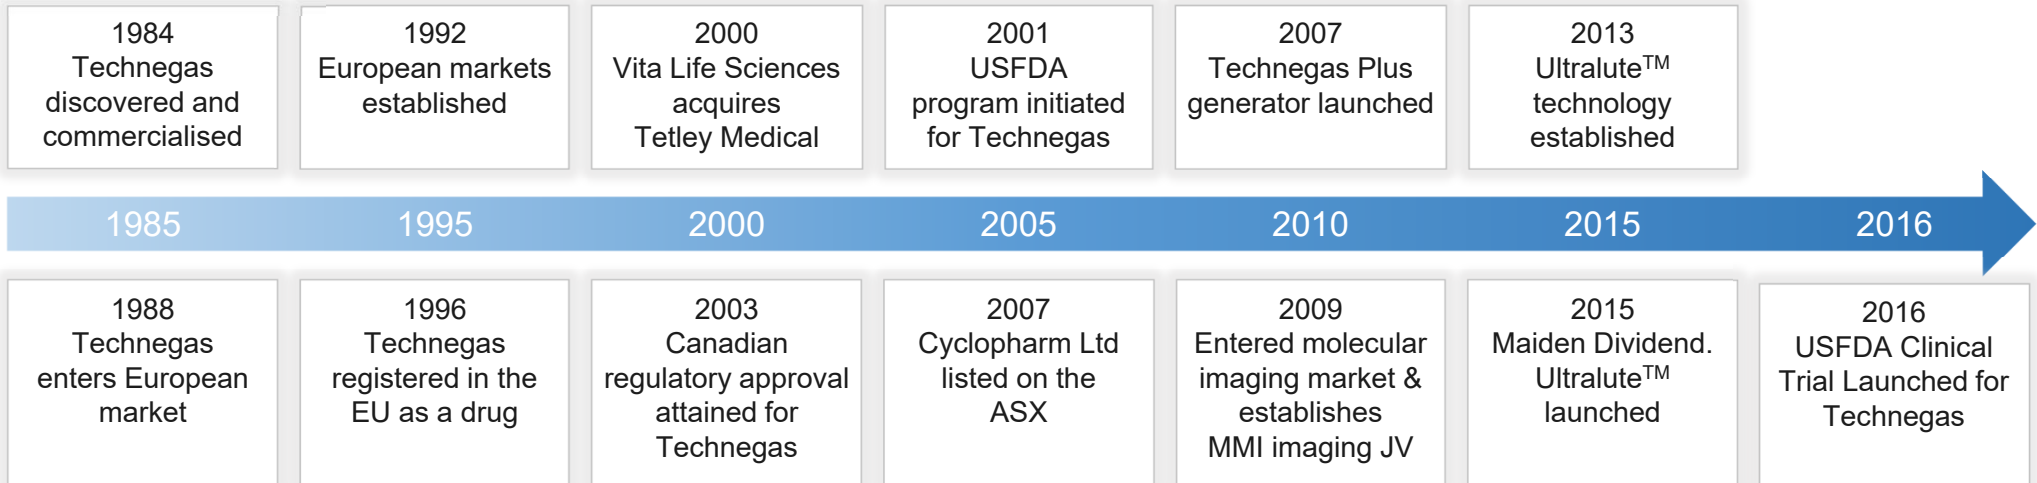 1984
Technegas
discovered and
commercialised
1992
European markets
established
2000
Vita Life Sciences
acquires
Tetley Medical
2001
USFDA
program initiated
for Technegas
2007
Technegas Plus
generator launched
2013
Ultralute™
technology
established
1985
1995
2000
2005
2010
2015
2016
1988
Technegas
enters European
market
1996
Technegas
registered in the
EU as a drug
2003
Canadian
regulatory approval
attained for
Technegas
2007
Cyclopharm Ltd
listed on the
ASX
2009
Entered molecular
imaging market &
establishes
MMI imaging JV
2015
Maiden Dividend.
Ultralute™
launched
2016
USFDA Clinical
Trial Launched for
Technegas